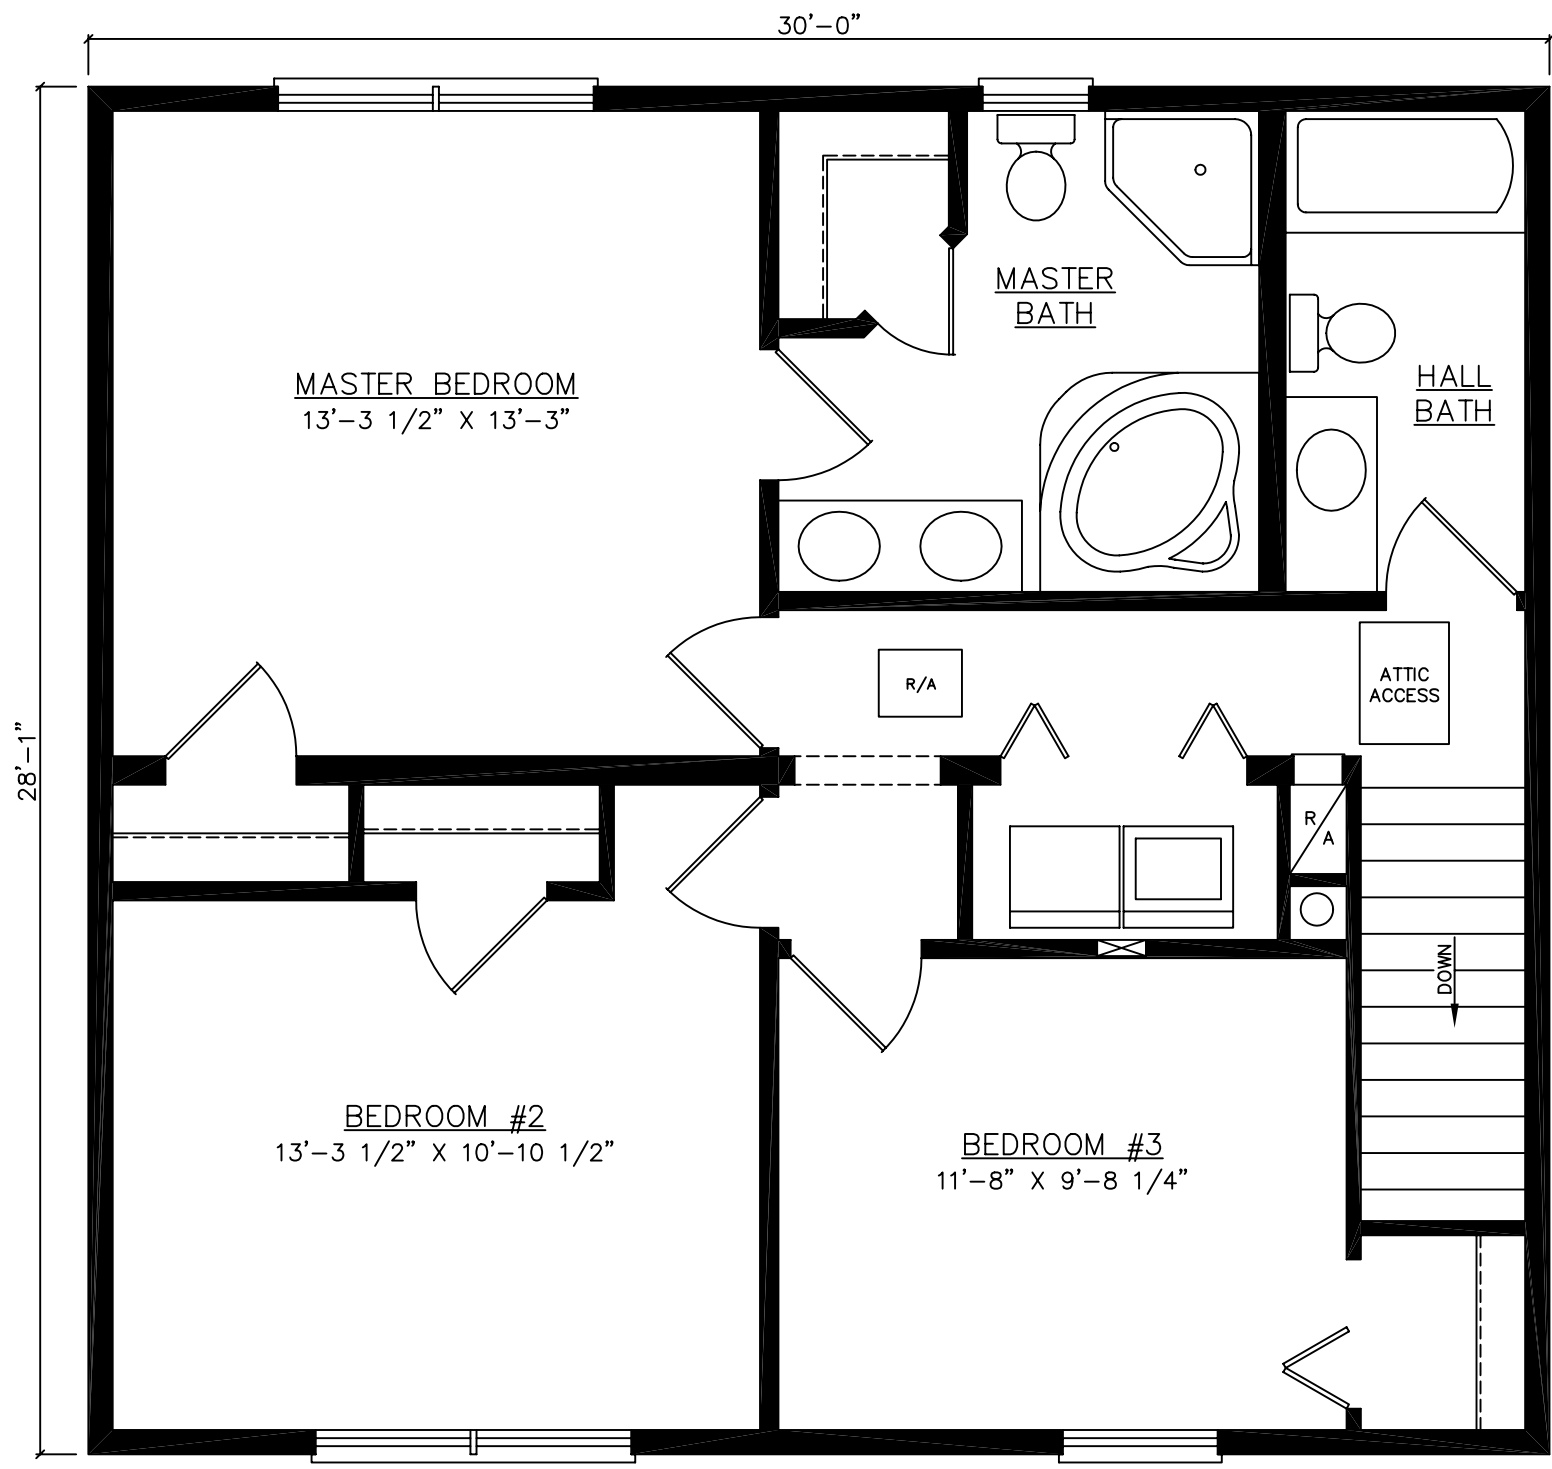 30'-0"
28'-1"
MASTER BEDROOM
13'-3 1/2" X 13'-3"
MASTER
BATH
HALL
BATH
R/A
ATTIC
ACCESS
R
A
DOWN
BEDROOM #2
13'-3 1/2" X 10'-10 1/2"
BEDROOM #3
11'-8" X 9'-8 1/4"